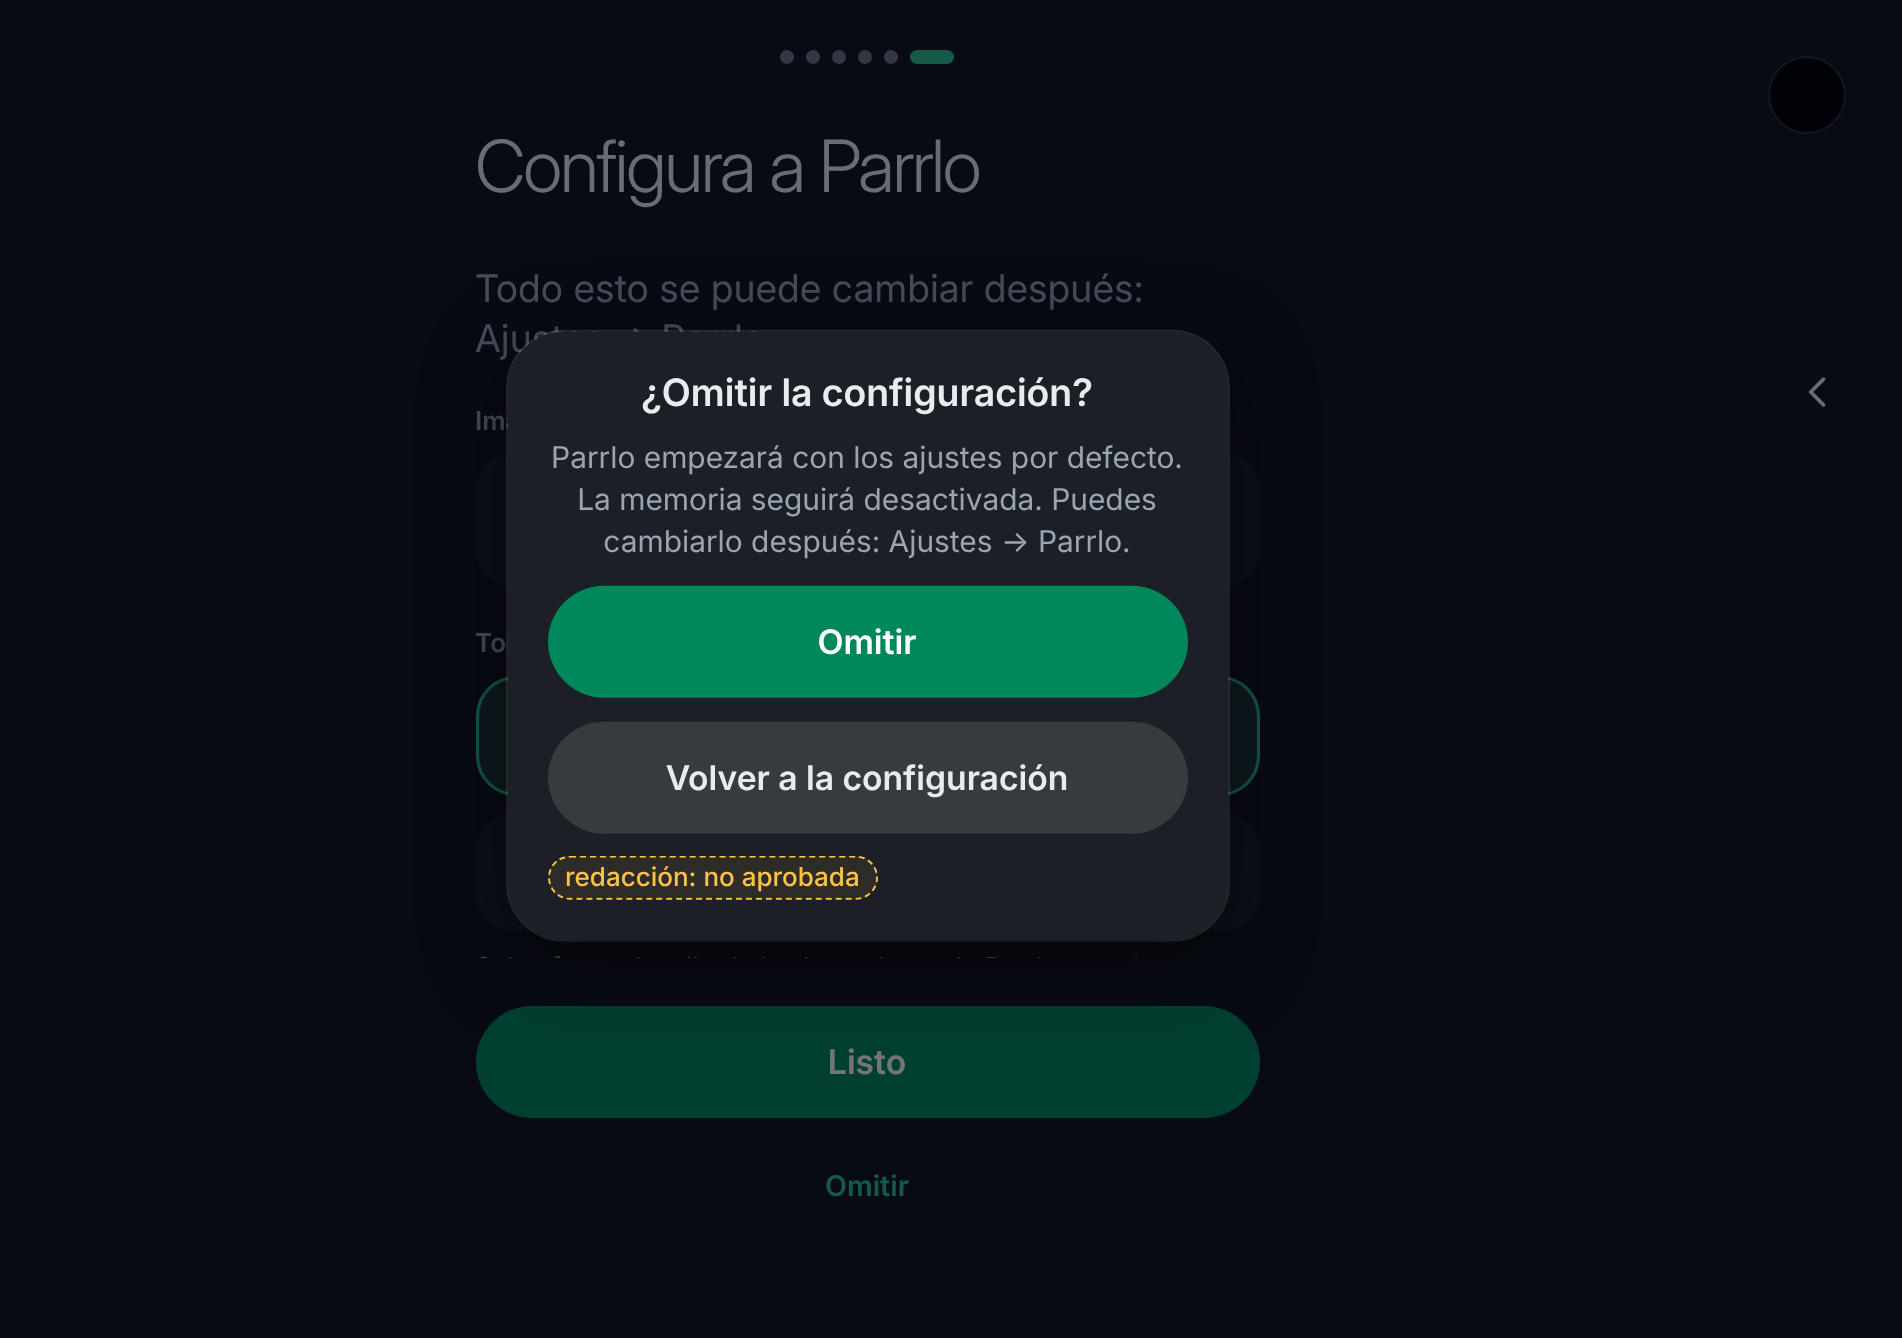 Configura a Parrlo
Todo esto se puede cambiar después:
¿Omitir la configuración?
Parrlo empezará con los ajustes por defecto.
La memoria seguirá desactivada. Puedes
cambiarlo después: Ajustes → Parrlo.
Omitir
Volver a la configuración
redacción: no aprobada
Listo
Omitir